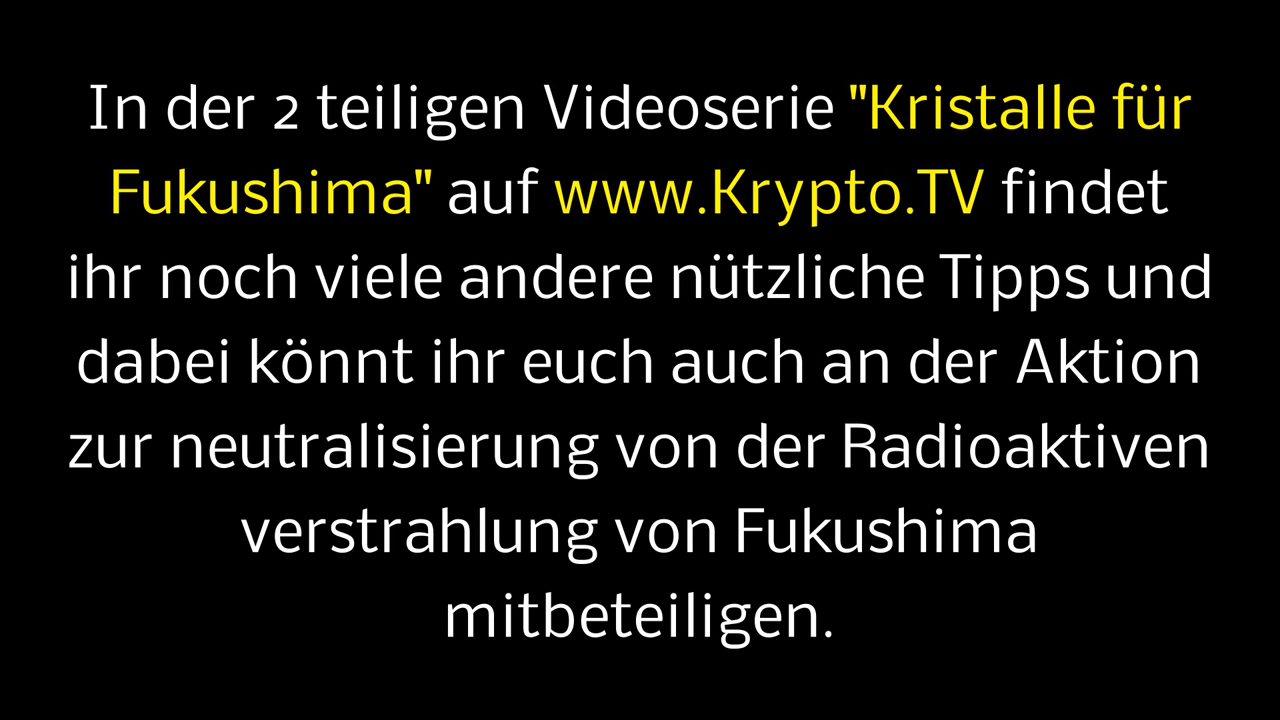 In der 2 teiligen Videoserie "Kristalle für
Fukushima" auf www.Krypto.TV findet
ihr noch viele andere nützliche Tipps und
dabei könnt ihr euch auch an der Aktion
zur neutralisierung von der Radioaktiven
verstrahlung von Fukushima
mitbeteiligen.